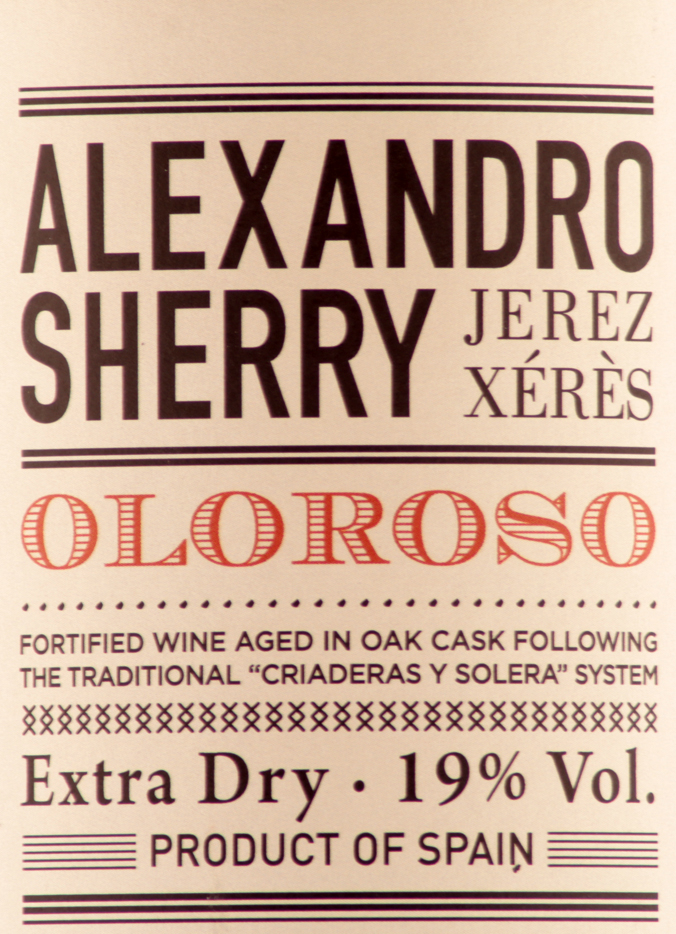 ALEXANDRO
SHERRY JEREZ
XÉRÈS
OLOROSO
FORTIFIED WINE AGED IN OAK CASK FOLLOWING
THE TRADITIONAL “CRIADERAS Y SOLERA” SYSTEM
Extra Dry · 19% Vol.
PRODUCT OF SPAIN